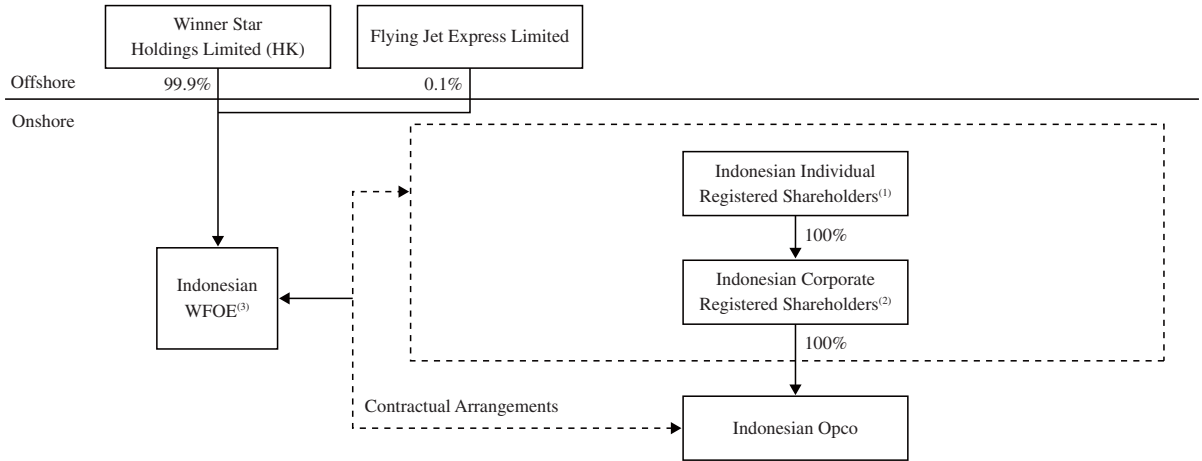 Winner Star
Holdings Limited (HK)
Flying Jet Express Limited
99.9%
0.1%
Offshore
Onshore
Indonesian Individual
Registered Shareholders(1)
100%
Indonesian Corporate
Registered Shareholders(2)
Indonesian
WFOE(3)
100%
Contractual Arrangements
Indonesian Opco